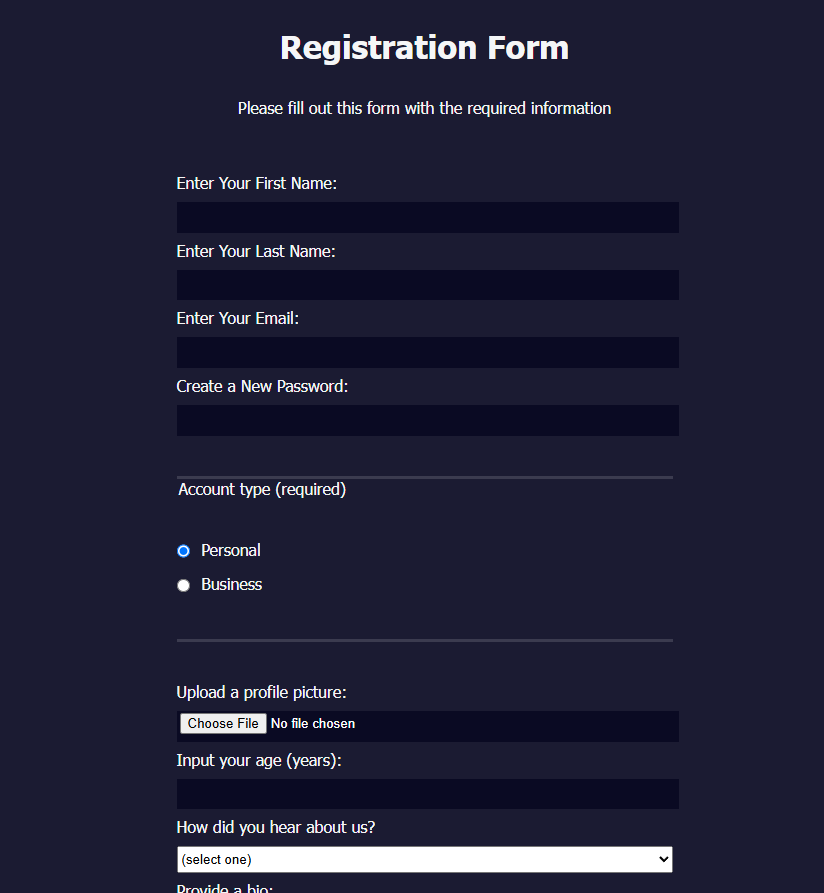 Registration Form
Please fill out this form with the required information
Enter Your First Name:
Enter Your Last Name:
Enter Your Email:
Create a New Password:
Account type (required)
Personal
Business
Upload a profile picture:
Choose File No file chosen
Input your age (years):
How did you hear about us?
(select one)
Provide a bio: